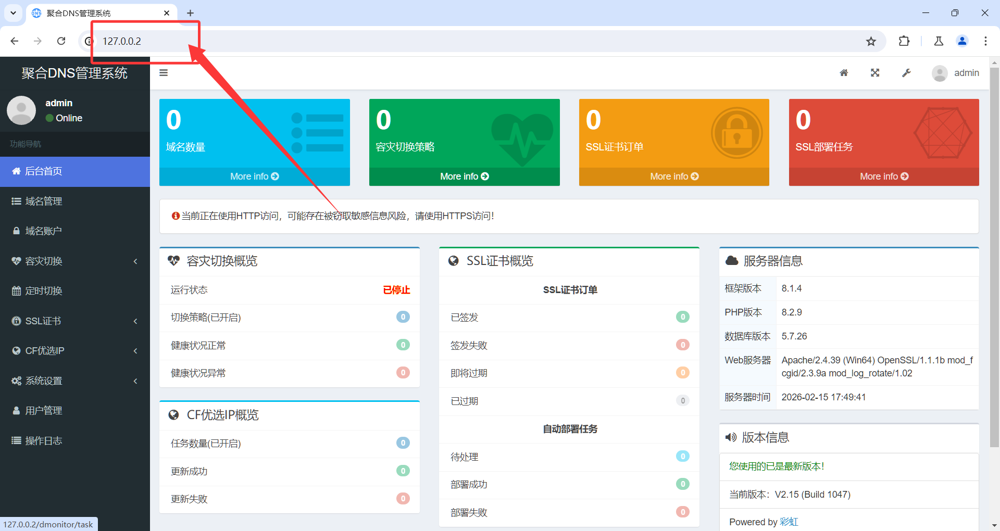 聚合DNS管理系统
127.0.0.2
聚合DNS管理系统
admin
admin
Online
功能导航
后台首页
域名管理
域名账户
容灾切换
定时切换
SSL证书
CF优选IP
系统设置
用户管理
操作日志
0
域名数量
More info
0
容灾切换策略
More info
0
SSL证书订单
More info
0
SSL部署任务
More info
当前正在使用HTTP访问，可能存在被窃取敏感信息风险，请使用HTTPS访问！
容灾切换概览
运行状态 已停止
切换策略(已开启) 0
健康状况正常 0
健康状况异常 0
CF优选IP概览
任务数量(已开启) 0
更新成功 0
更新失败 0
SSL证书概览
SSL证书订单
已签发 0
签发失败 0
即将过期 0
已过期 0
自动部署任务
待处理 0
部署成功 0
部署失败 0
服务器信息
框架版本 8.1.4
PHP版本 8.2.9
数据库版本 5.7.26
Web服务器 Apache/2.4.39 (Win64) OpenSSL/1.1.1b mod_f
cgid/2.3.9a mod_log_rotate/1.02
服务器时间 2026-02-15 17:49:41
版本信息
您使用的已是最新版本！
当前版本：V2.15 (Build 1047)
Powered by 彩虹
127.0.0.2/dmonitor/task